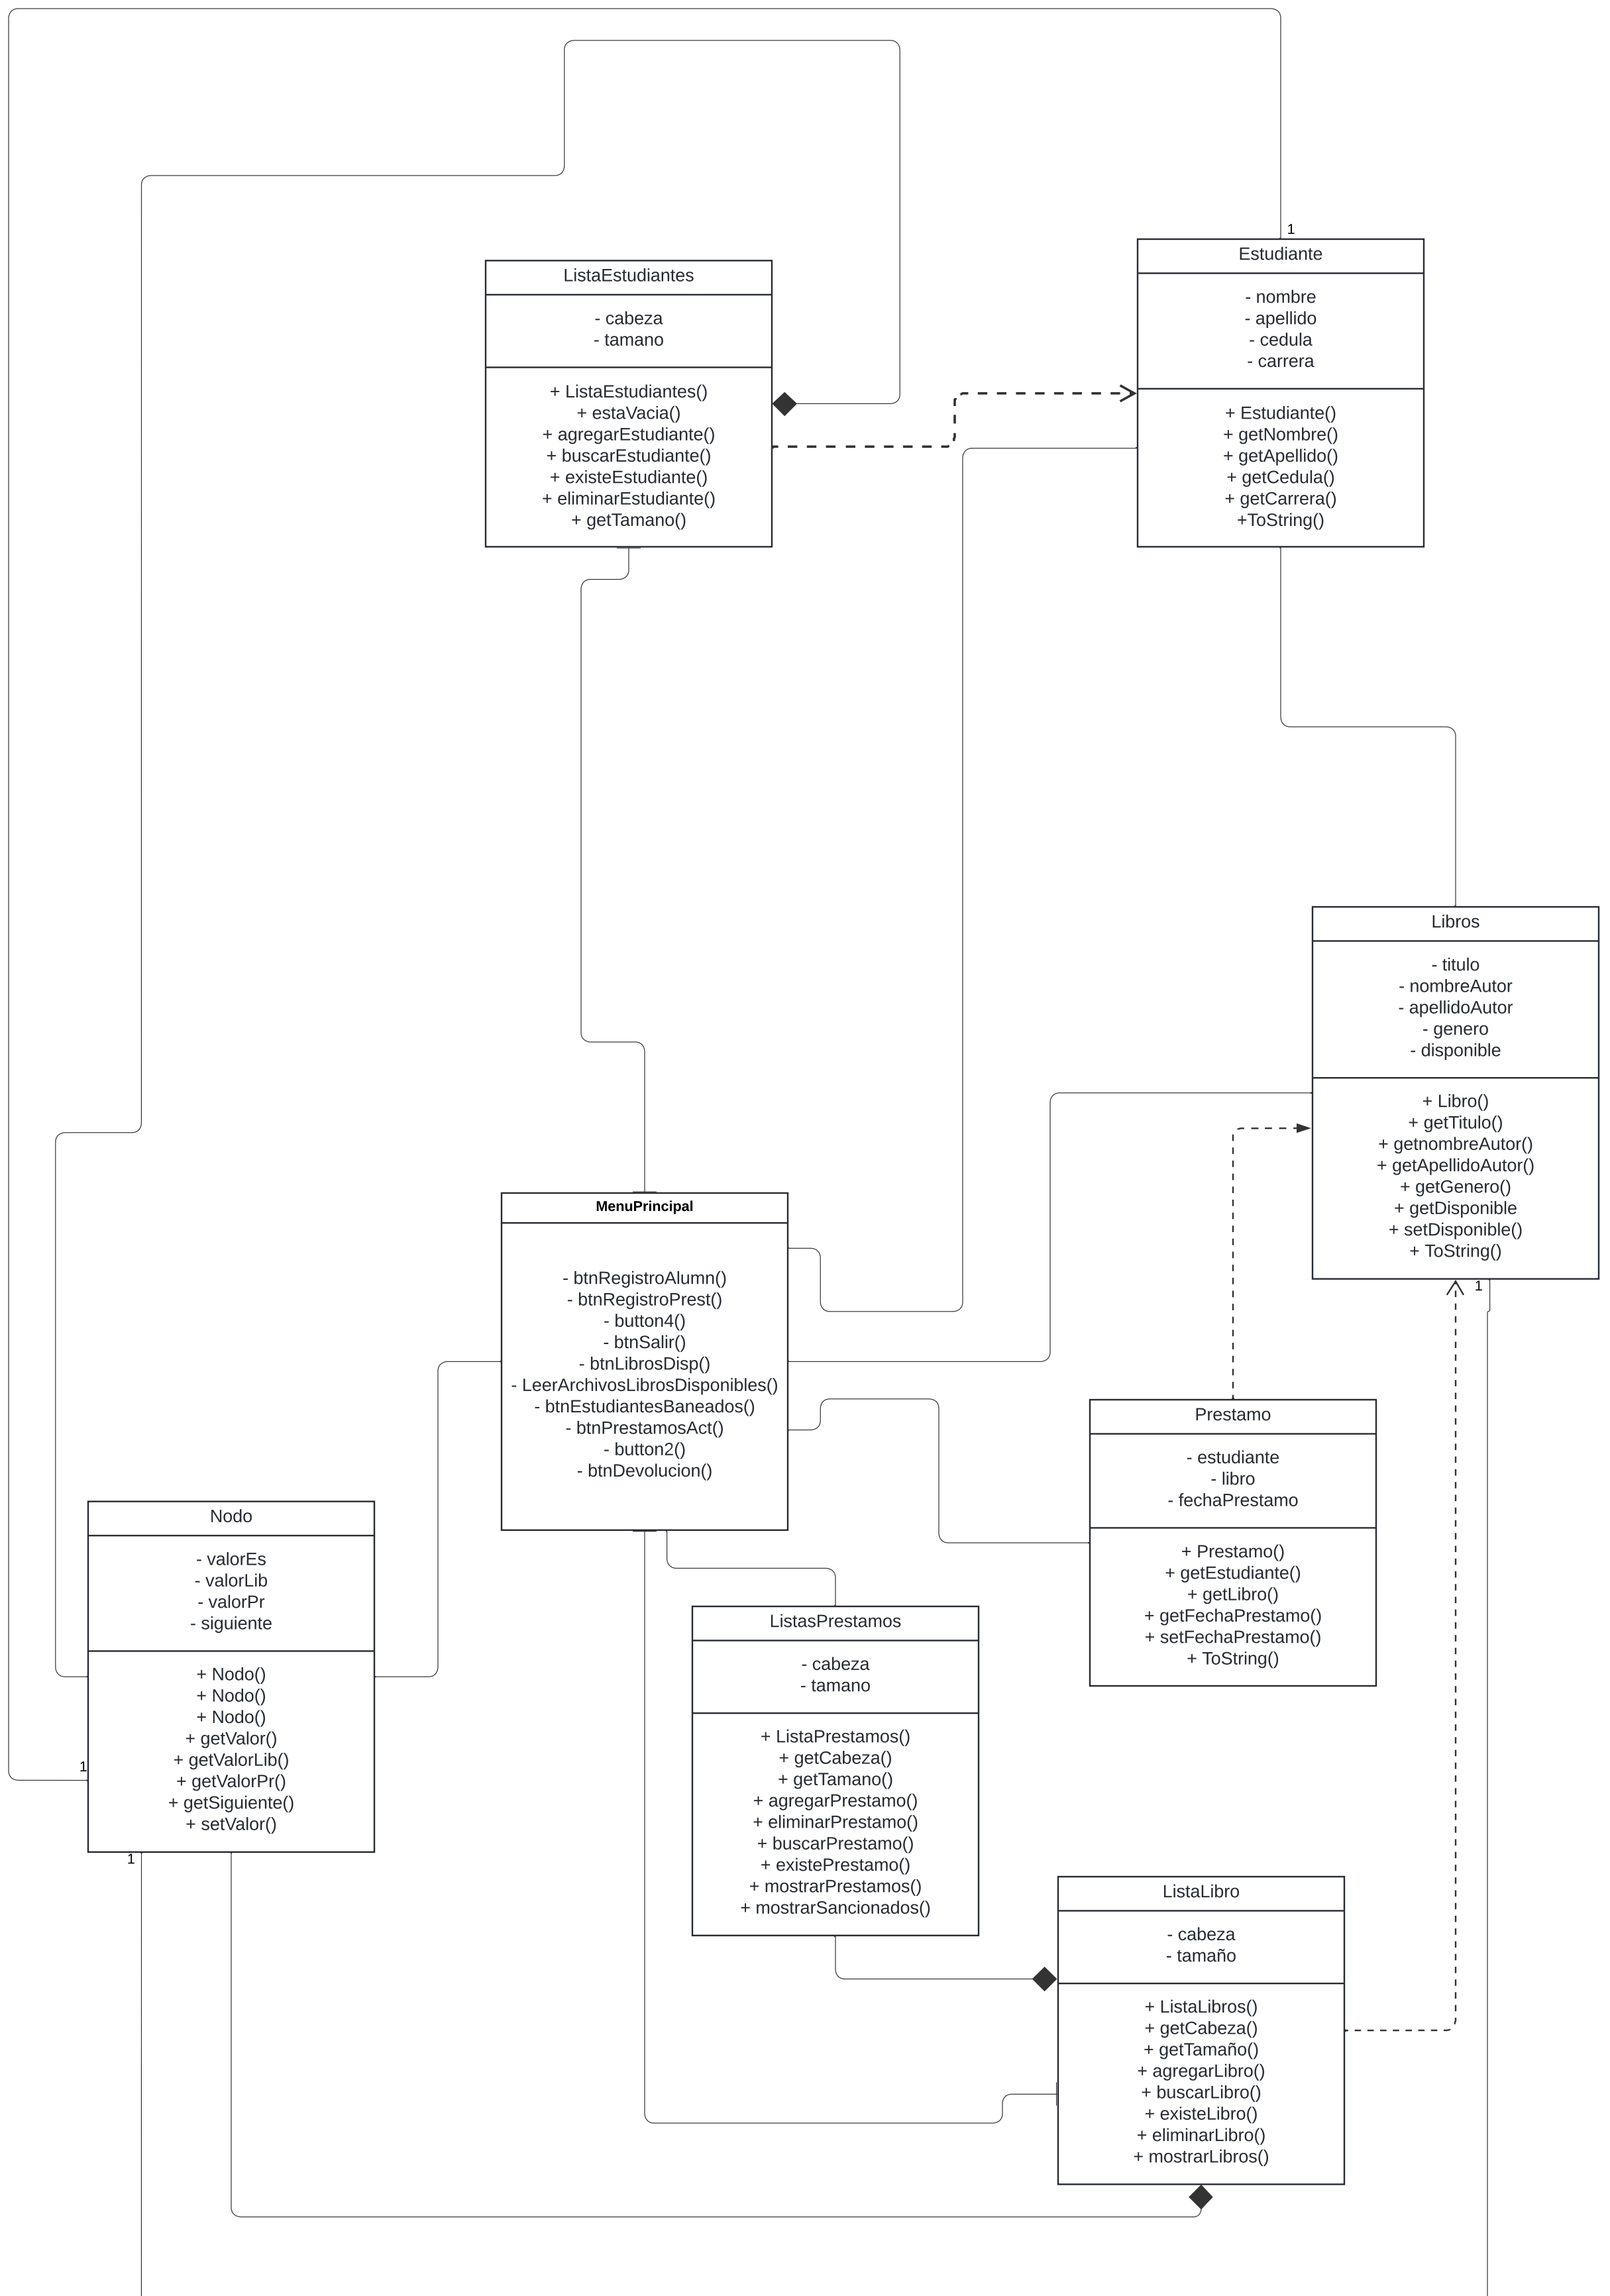 1
Estudiante
- nombre
- apellido
- cedula
- carrera
+ Estudiante()
+ getNombre()
+ getApellido()
+ getCedula()
+ getCarrera()
+ToString()
ListaEstudiantes
- cabeza
- tamano
+ ListaEstudiantes()
+ estaVacia()
+ agregarEstudiante()
+ buscarEstudiante()
+ existeEstudiante()
+ eliminarEstudiante()
+ getTamano()
Libros
- titulo
- nombreAutor
- apellidoAutor
- genero
- disponible
+ Libro()
+ getTitulo()
+ getnombreAutor()
+ getApellidoAutor()
+ getGenero()
+ getDisponible
+ setDisponible()
+ ToString()
1
MenuPrincipal
- btnRegistroAlumn()
- btnRegistroPrest()
- button4()
- btnSalir()
- btnLibrosDisp()
- LeerArchivosLibrosDisponibles()
- btnEstudiantesBaneados()
- btnPrestamosAct()
- button2()
- btnDevolucion()
Prestamo
- estudiante
- libro
- fechaPrestamo
+ Prestamo()
+ getEstudiante()
+ getLibro()
+ getFechaPrestamo()
+ setFechaPrestamo()
+ ToString()
Nodo
- valorEs
- valorLib
- valorPr
- siguiente
+ Nodo()
+ Nodo()
+ Nodo()
+ getValor()
+ getValorLib()
+ getValorPr()
+ getSiguiente()
+ setValor()
1
1
ListasPrestamos
- cabeza
- tamano
+ ListaPrestamos()
+ getCabeza()
+ getTamano()
+ agregarPrestamo()
+ eliminarPrestamo()
+ buscarPrestamo()
+ existePrestamo()
+ mostrarPrestamos()
+ mostrarSancionados()
ListaLibro
- cabeza
- tamaño
+ ListaLibros()
+ getCabeza()
+ getTamaño()
+ agregarLibro()
+ buscarLibro()
+ existeLibro()
+ eliminarLibro()
+ mostrarLibros()